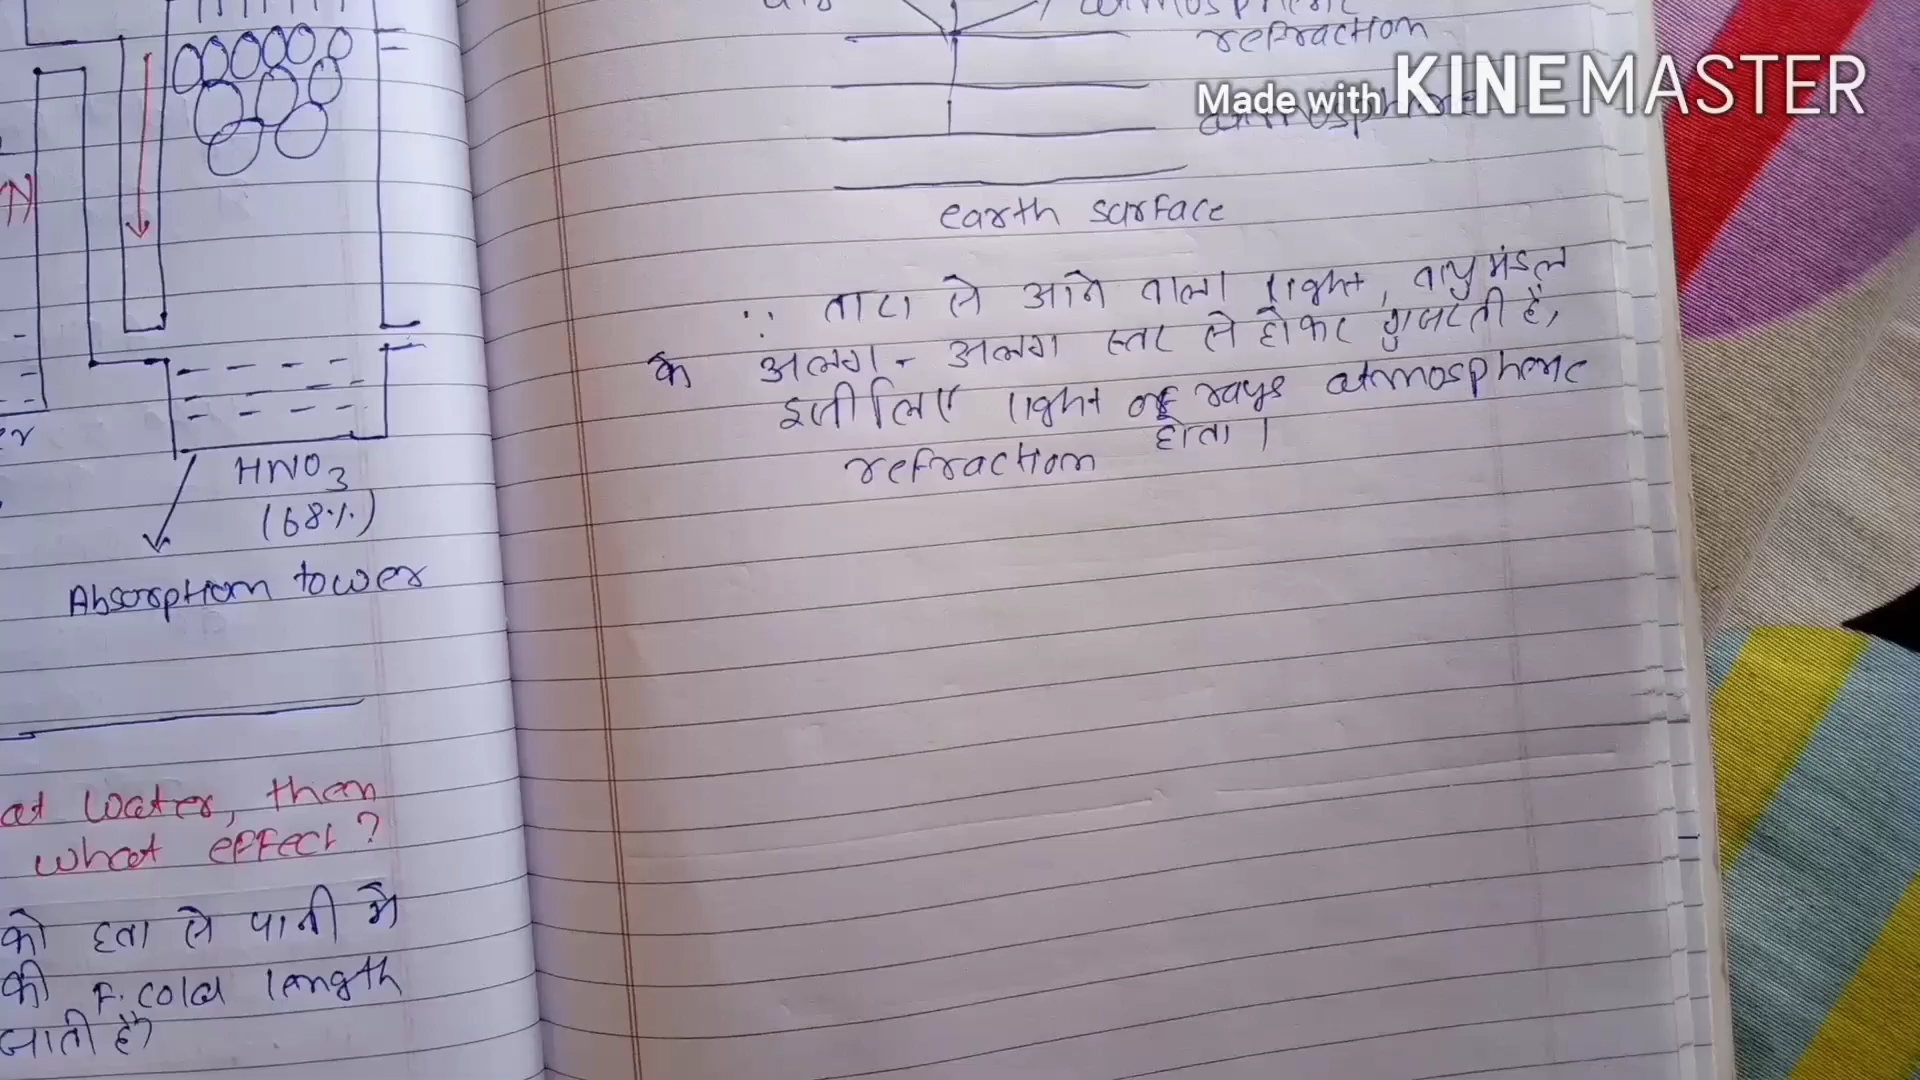 HNO3
(68%)
Absorption tower
at water, then
what effect?
को हवा से पानी में
की F. cold length
जाती है?
refraction
Made with KINEMASTER
earth surface
∵ तारा से आने वाला light, वायुमंडल
के अलग - अलग स्तर से होकर गुजरती है,
इसीलिए light of rays atmospheric
refraction होता।